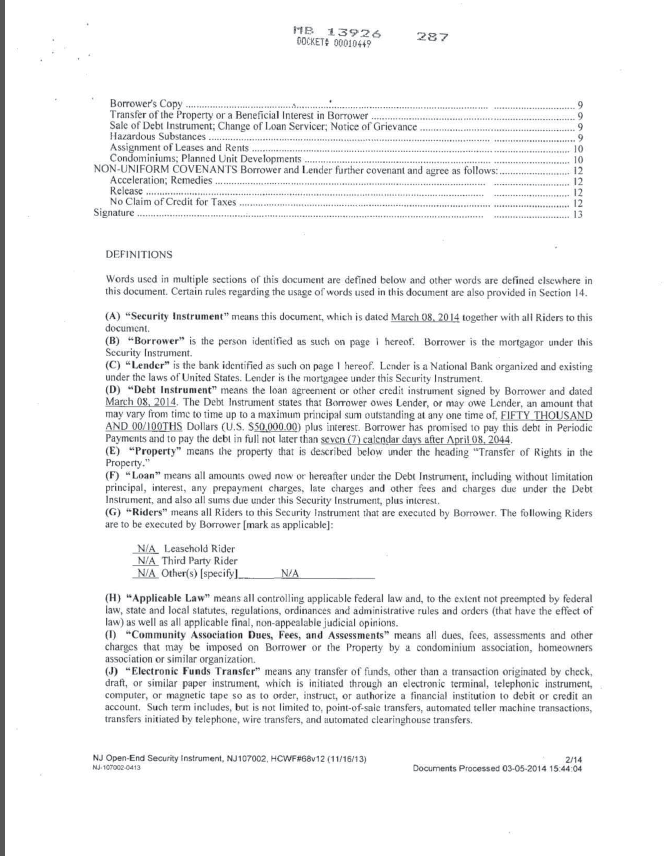 MB 13926 287
DOCKET# 00010449
Borrower's Copy ........ 9
Transfer of the Property or a Beneficial Interest in Borrower ........ 9
Sale of Debt Instrument; Change of Loan Servicer; Notice of Grievance ........ 9
Hazardous Substances ........ 9
Assignment of Leases and Rents ........ 10
Condominiums; Planned Unit Developments ........ 10
NON-UNIFORM COVENANTS Borrower and Lender further covenant and agree as follows: ........ 12
Acceleration; Remedies ........ 12
Release ........ 12
No Claim of Credit for Taxes ........ 12
Signature ........ 13
DEFINITIONS
Words used in multiple sections of this document are defined below and other words are defined elsewhere in
this document. Certain rules regarding the usage of words used in this document are also provided in Section 14.
(A) "Security Instrument" means this document, which is dated March 08, 2014 together with all Riders to this
document.
(B) "Borrower" is the person identified as such on page 1 hereof. Borrower is the mortgagor under this
Security Instrument.
(C) "Lender" is the bank identified as such on page 1 hereof. Lender is a National Bank organized and existing
under the laws of United States. Lender is the mortgagee under this Security Instrument.
(D) "Debt Instrument" means the loan agreement or other credit instrument signed by Borrower and dated
March 08, 2014. The Debt Instrument states that Borrower owes Lender, or may owe Lender, an amount that
may vary from time to time up to a maximum principal sum outstanding at any one time of, FIFTY THOUSAND
AND 00/100THS Dollars (U.S. $50,000.00) plus interest. Borrower has promised to pay this debt in Periodic
Payments and to pay the debt in full not later than seven (7) calendar days after April 08, 2044.
(E) "Property" means the property that is described below under the heading "Transfer of Rights in the
Property."
(F) "Loan" means all amounts owed now or hereafter under the Debt Instrument, including without limitation
principal, interest, any prepayment charges, late charges and other fees and charges due under the Debt
Instrument, and also all sums due under this Security Instrument, plus interest.
(G) "Riders" means all Riders to this Security Instrument that are executed by Borrower. The following Riders
are to be executed by Borrower [mark as applicable]:
N/A Leasehold Rider
N/A Third Party Rider
N/A Other(s) [specify] N/A
(H) "Applicable Law" means all controlling applicable federal law and, to the extent not preempted by federal
law, state and local statutes, regulations, ordinances and administrative rules and orders (that have the effect of
law) as well as all applicable final, non-appealable judicial opinions.
(I) "Community Association Dues, Fees, and Assessments" means all dues, fees, assessments and other
charges that may be imposed on Borrower or the Property by a condominium association, homeowners
association or similar organization.
(J) "Electronic Funds Transfer" means any transfer of funds, other than a transaction originated by check,
draft, or similar paper instrument, which is initiated through an electronic terminal, telephonic instrument,
computer, or magnetic tape so as to order, instruct, or authorize a financial institution to debit or credit an
account. Such term includes, but is not limited to, point-of-sale transfers, automated teller machine transactions,
transfers initiated by telephone, wire transfers, and automated clearinghouse transfers.
NJ Open-End Security Instrument, NJ107002, HCWF#68v12 (11/16/13) 2/14
NJ-107002-0413 Documents Processed 03-05-2014 15:44:04